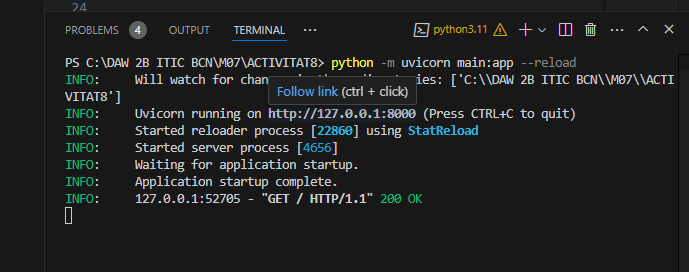 24
PROBLEMS 4 OUTPUT TERMINAL ... python3.11
PS C:\DAW 2B ITIC BCN\M07\ACTIVITAT8> python -m uvicorn main:app --reload
INFO: Will watch for chan ['C:\\DAW 2B ITIC BCN\\M07\\ACTI
Follow link (ctrl + click)
VITAT8']
INFO: Uvicorn running on http://127.0.0.1:8000 (Press CTRL+C to quit)
INFO: Started reloader process [22860] using StatReload
INFO: Started server process [4656]
INFO: Waiting for application startup.
INFO: Application startup complete.
INFO: 127.0.0.1:52705 - "GET / HTTP/1.1" 200 OK